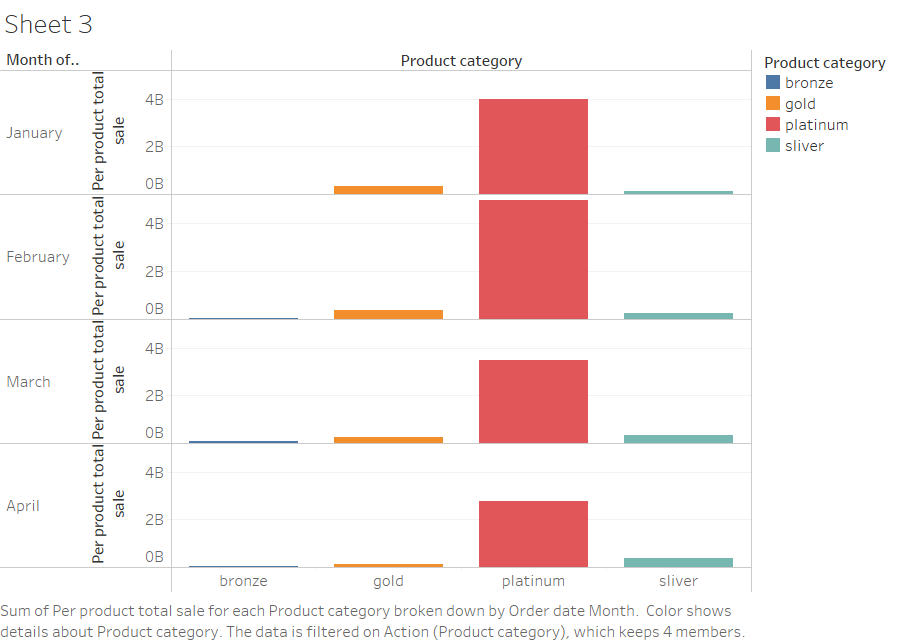 Sheet 3
Month of..
Product category
January
Per product total
sale
4B
2B
0B
February
Per product total
sale
4B
2B
0B
March
Per product total
sale
4B
2B
0B
April
Per product total
sale
4B
2B
0B
bronze
gold
platinum
sliver
Product category
bronze
gold
platinum
sliver
Sum of Per product total sale for each Product category broken down by Order date Month.  Color shows
details about Product category. The data is filtered on Action (Product category), which keeps 4 members.